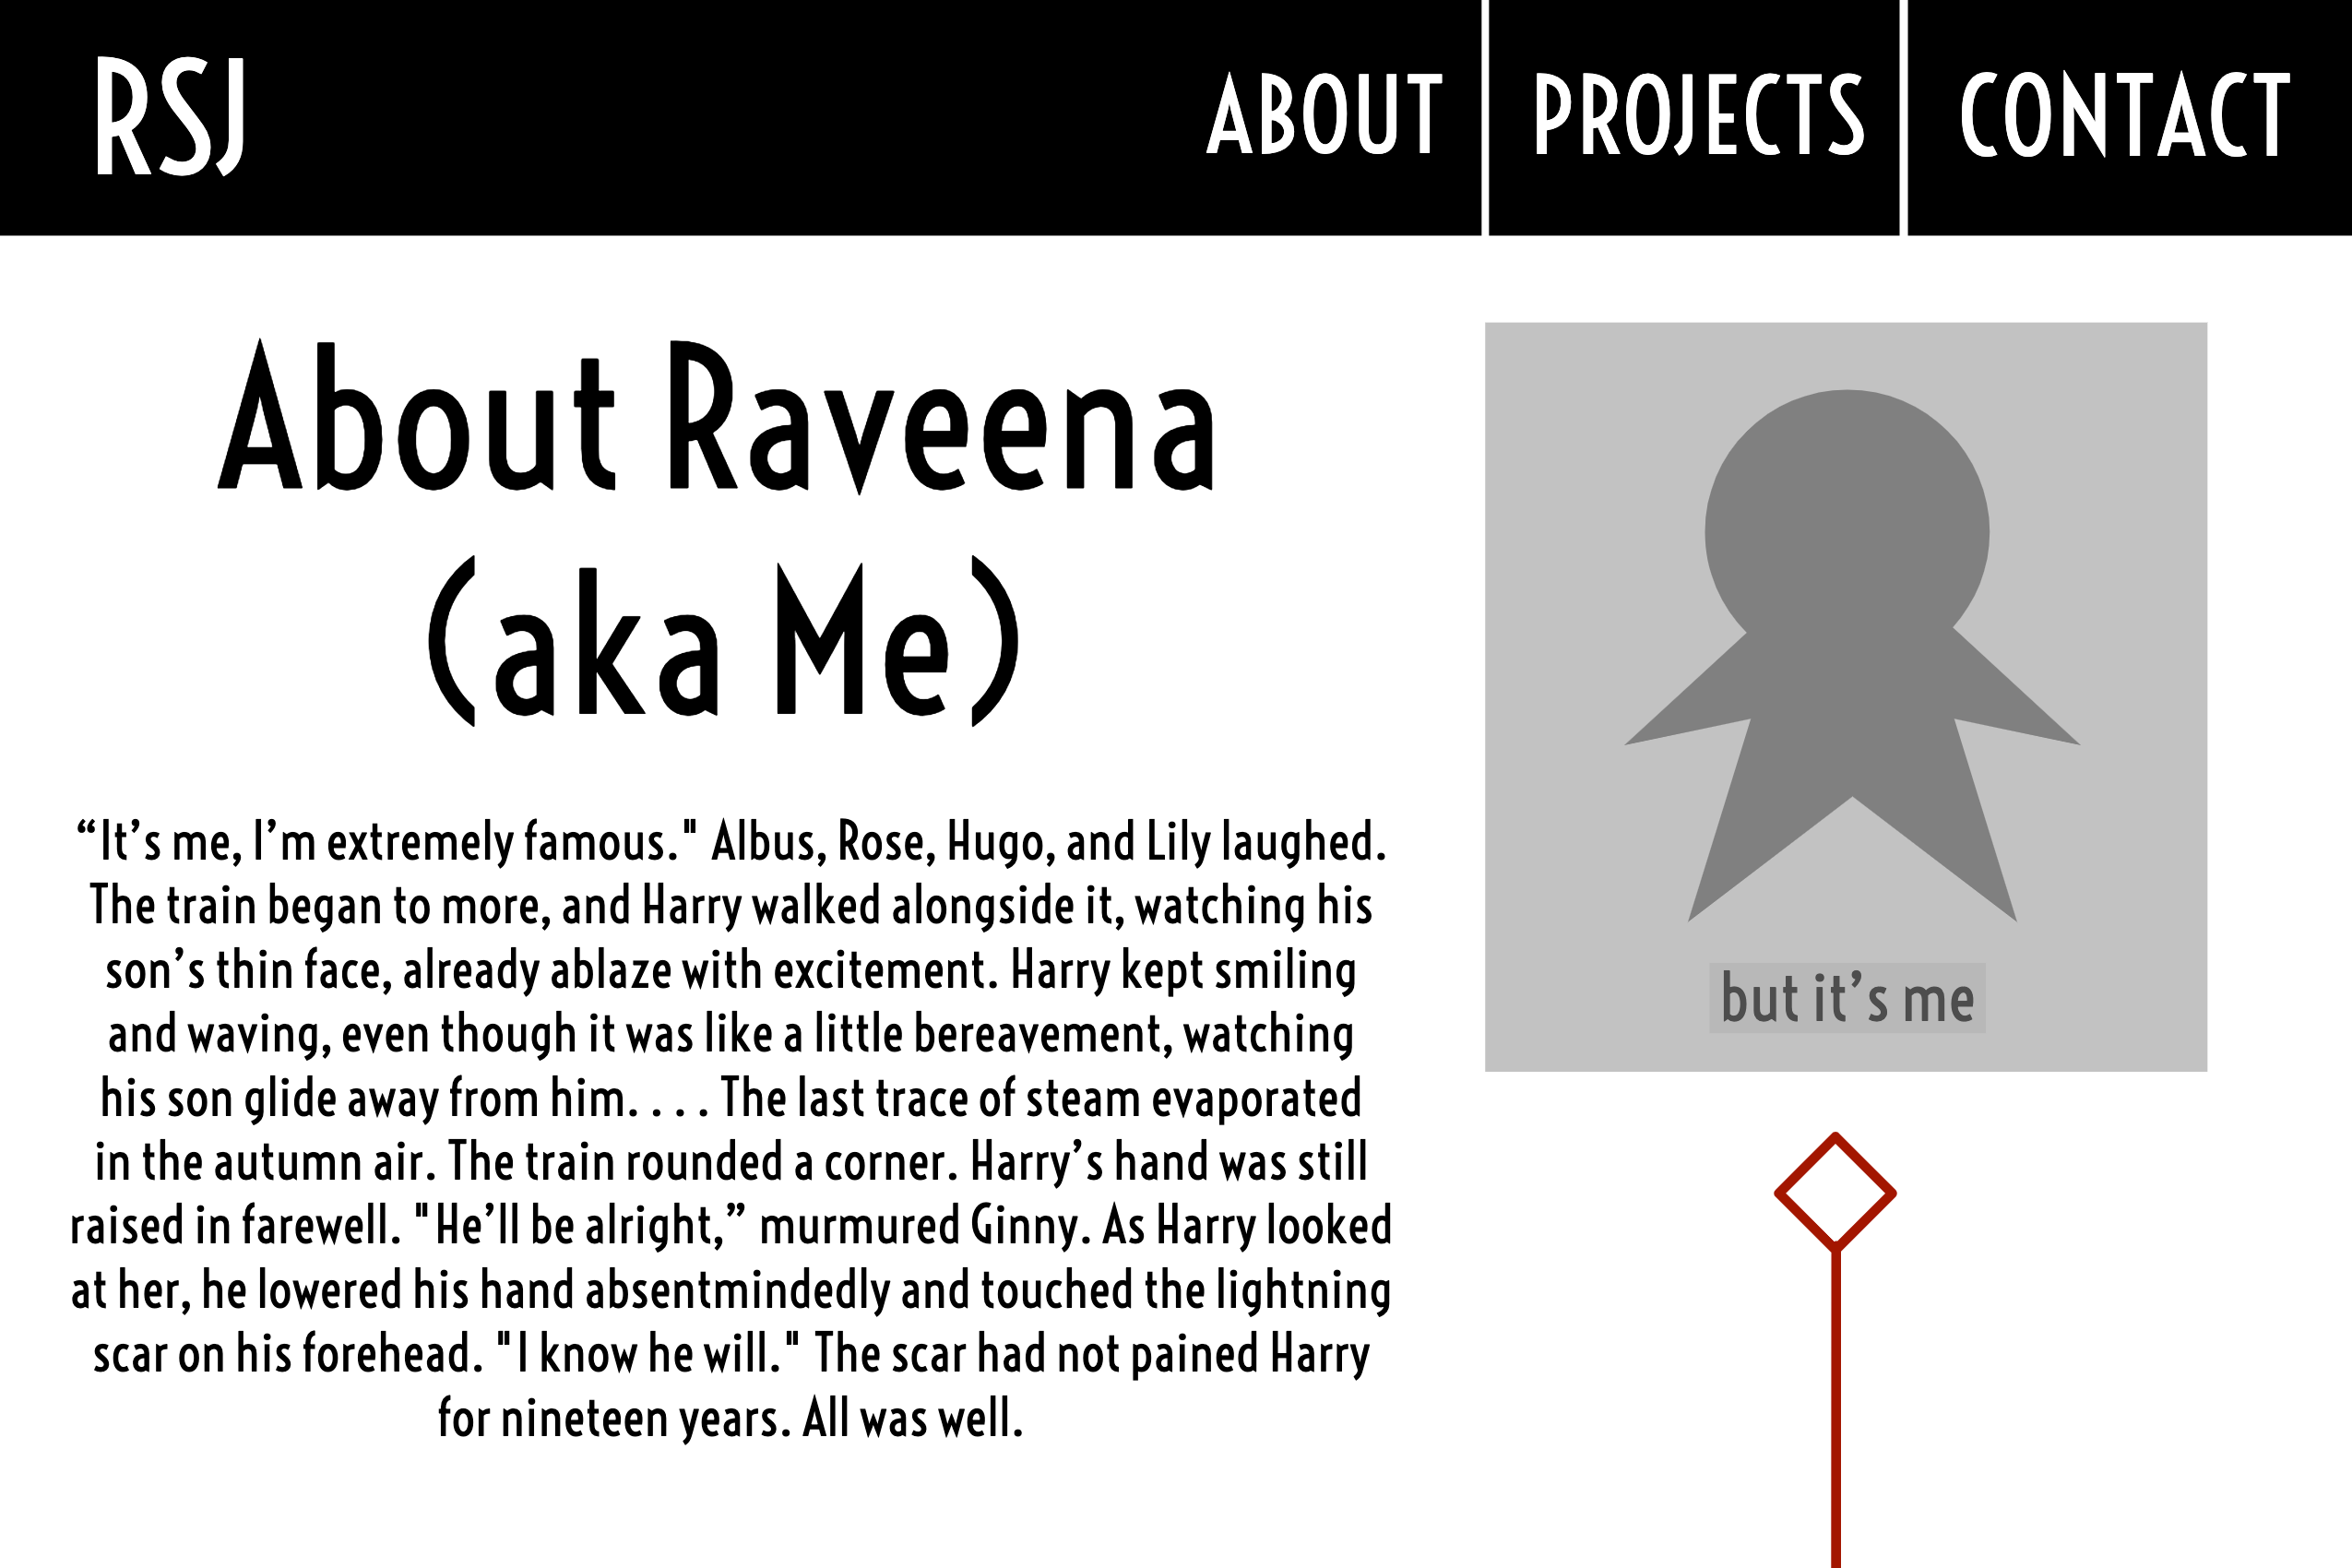 RSJ
ABOUT
PROJECTS
CONTACT
About Raveena
(aka Me)
“It’s me, I’m extremely famous." Albus, Rose, Hugo, and Lily laughed.
The train began to more, and Harry walked alongside it, watching his
son’s thin face, already ablaze with excitement. Harry kept smiling
and waving, even though it was like a little bereavement, watching
his son glide away from him. . . . The last trace of steam evaporated
in the autumn air. The train rounded a corner. Harry’s hand was still
raised in farewell. "He’ll be alright,” murmured Ginny. As Harry looked
at her, he lowered his hand absentmindedly and touched the lightning
scar on his forehead. "I know he will." The scar had not pained Harry
for nineteen years. All was well.
but it’s me